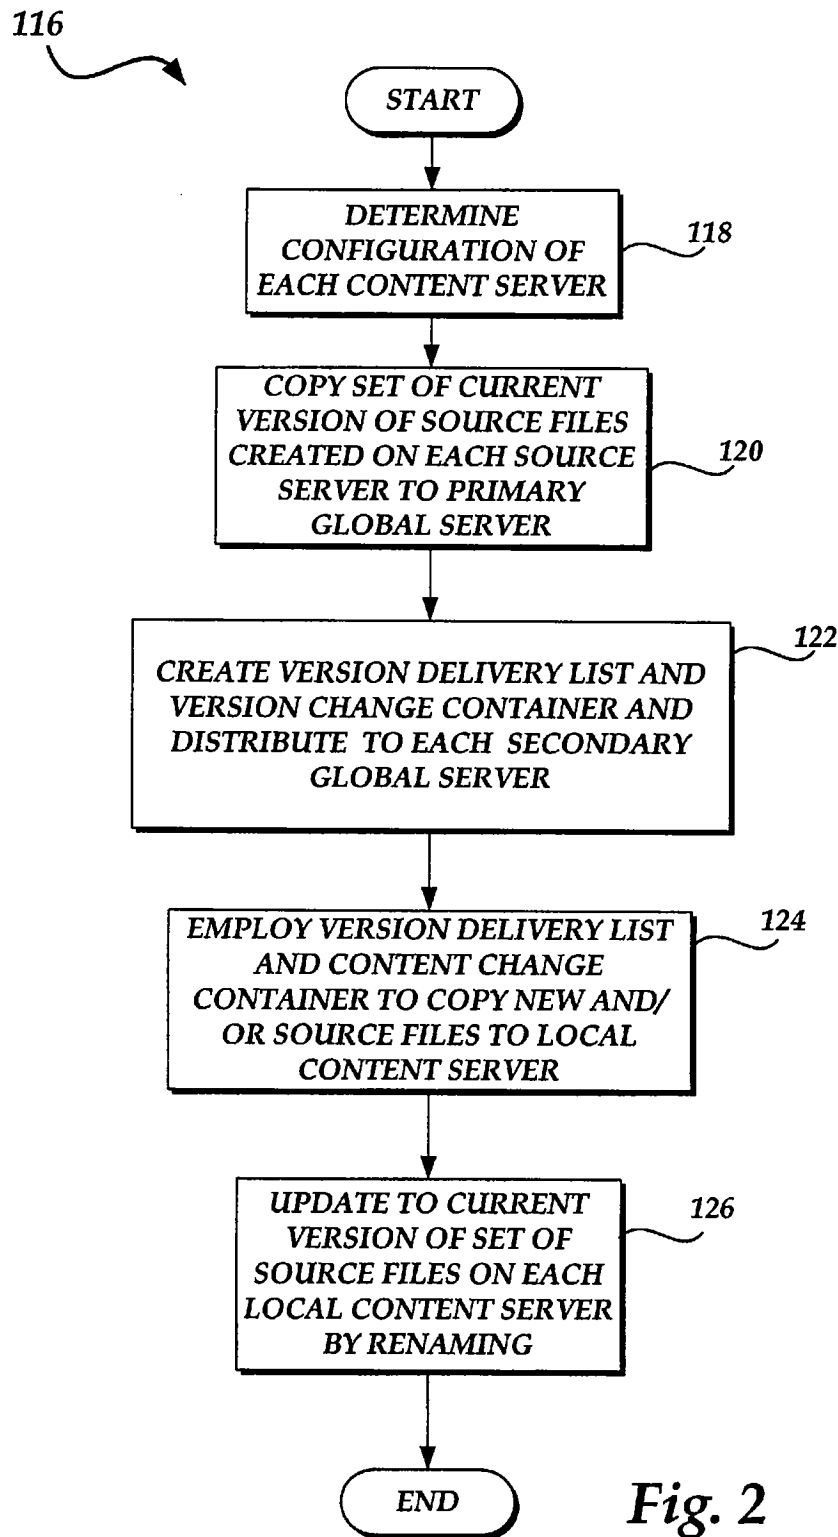 116
START
DETERMINE
CONFIGURATION OF
EACH CONTENT SERVER
118
COPY SET OF CURRENT
VERSION OF SOURCE FILES
CREATED ON EACH SOURCE
SERVER TO PRIMARY
GLOBAL SERVER
120
CREATE VERSION DELIVERY LIST AND
VERSION CHANGE CONTAINER AND
DISTRIBUTE TO EACH SECONDARY
GLOBAL SERVER
122
EMPLOY VERSION DELIVERY LIST
AND CONTENT CHANGE
CONTAINER TO COPY NEW AND/
OR SOURCE FILES TO LOCAL
CONTENT SERVER
124
UPDATE TO CURRENT
VERSION OF SET OF
SOURCE FILES ON EACH
LOCAL CONTENT SERVER
BY RENAMING
126
END
Fig. 2